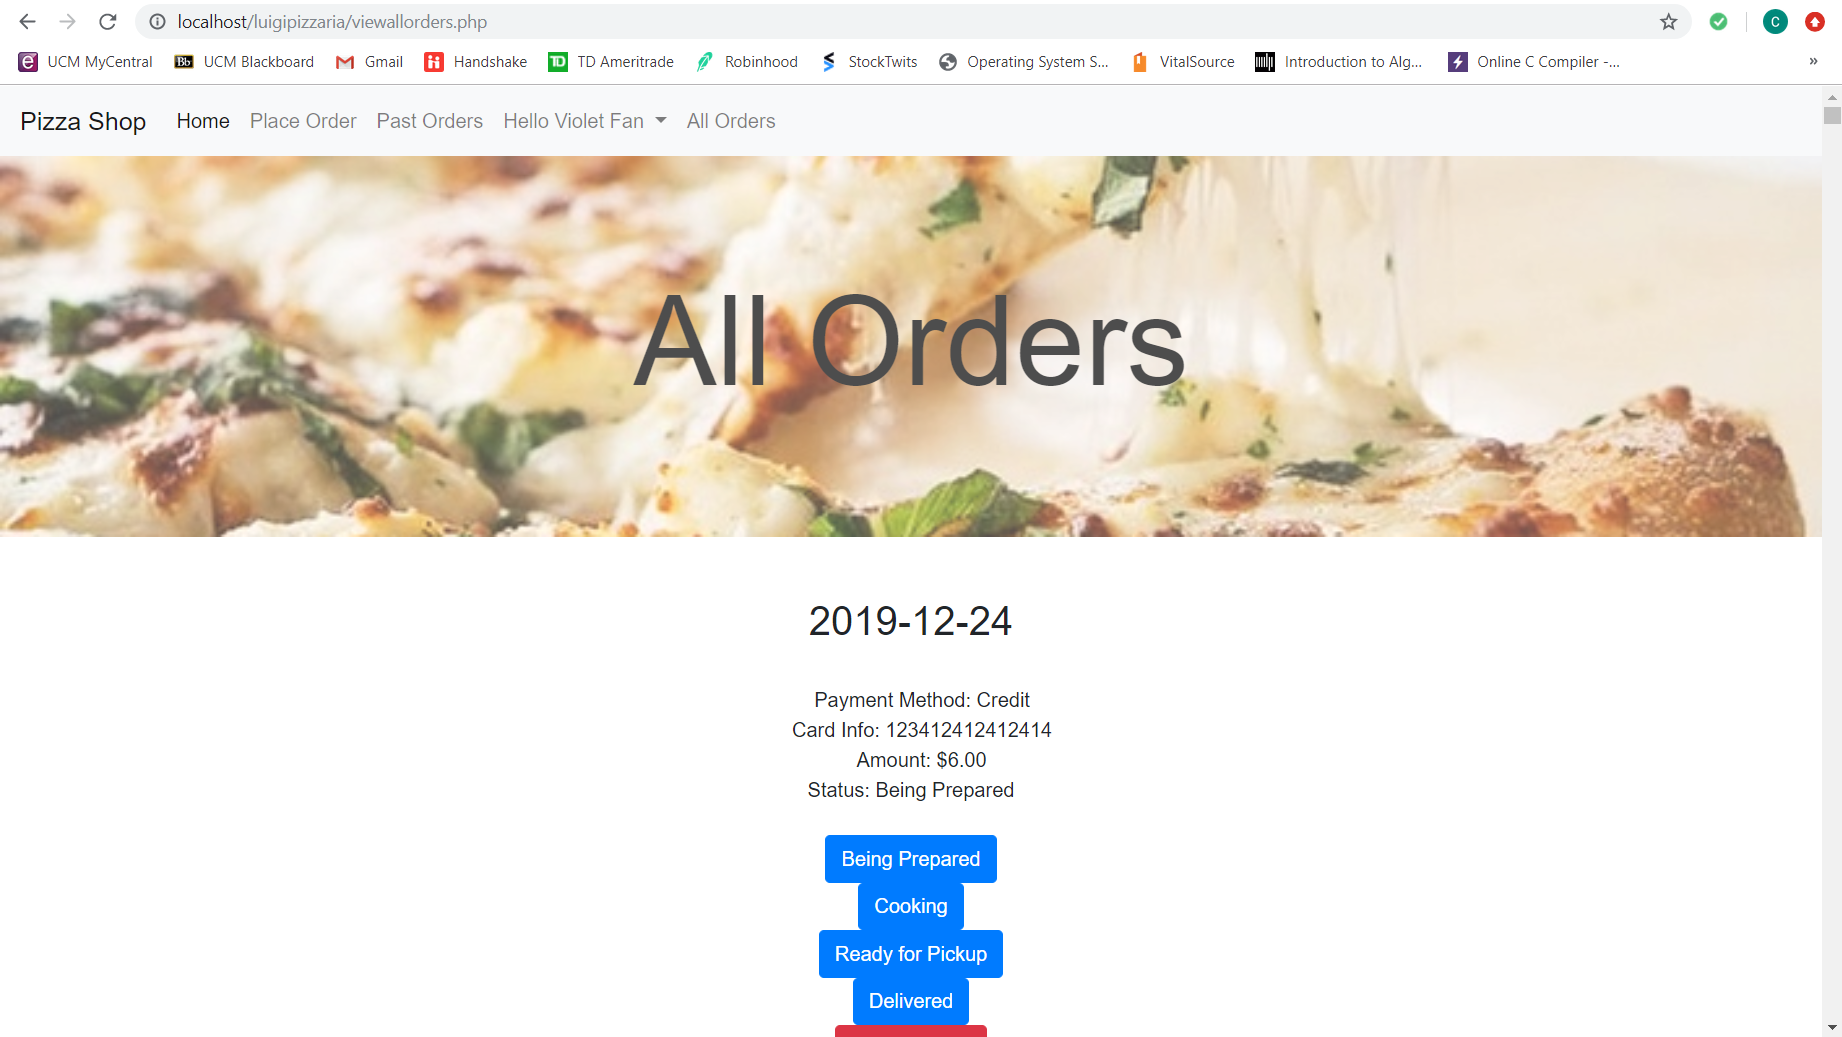 localhost/luigipizzaria/viewallorders.php
C
UCM MyCentral Bb UCM Blackboard Gmail Handshake TD TD Ameritrade Robinhood StockTwits Operating System S... VitalSource Introduction to Alg... Online C Compiler -... »
Pizza Shop Home Place Order Past Orders Hello Violet Fan All Orders
All Orders
2019-12-24
Payment Method: Credit
Card Info: 123412412412414
Amount: $6.00
Status: Being Prepared
Being Prepared
Cooking
Ready for Pickup
Delivered